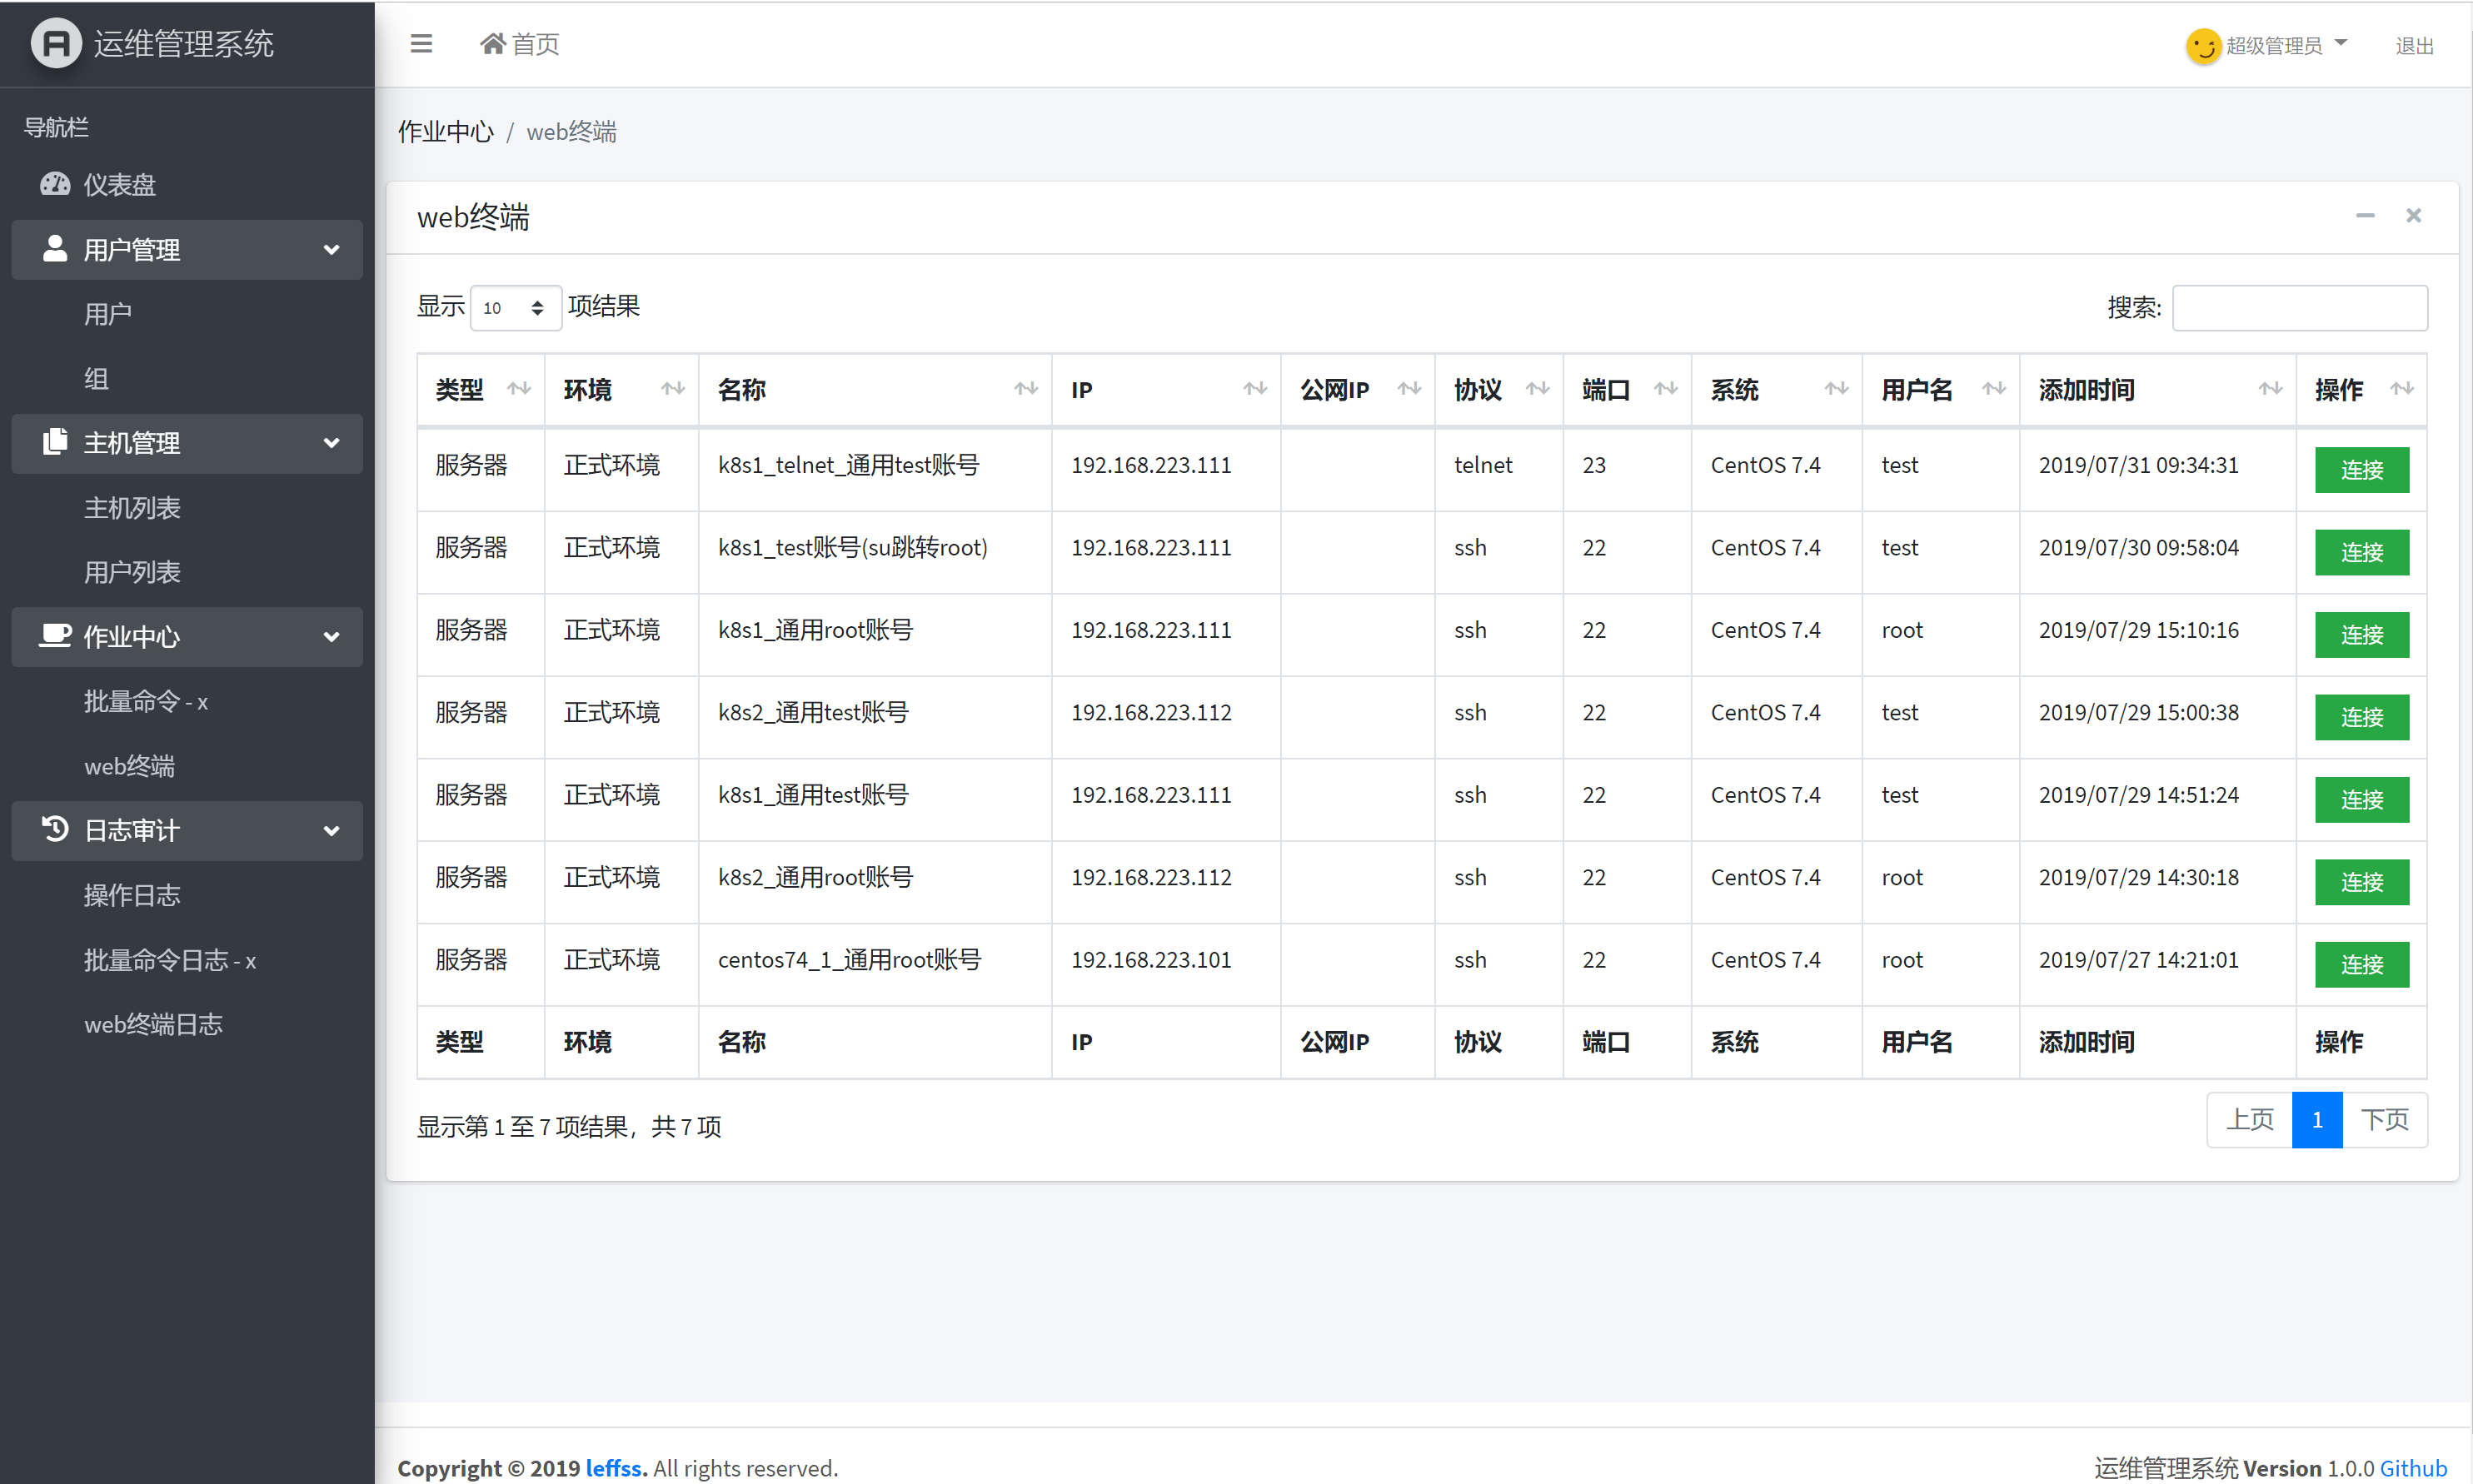 运维管理系统
首页
超级管理员
退出
导航栏
仪表盘
用户管理
用户
组
主机管理
主机列表
用户列表
作业中心
批量命令 - x
web终端
日志审计
操作日志
批量命令日志 - x
web终端日志
作业中心 / web终端
web终端
显示 10 项结果
搜索:
类型 环境 名称 IP 公网IP 协议 端口 系统 用户名 添加时间 操作
服务器 正式环境 k8s1_telnet_通用test账号 192.168.223.111 telnet 23 CentOS 7.4 test 2019/07/31 09:34:31 连接
服务器 正式环境 k8s1_test账号(su跳转root) 192.168.223.111 ssh 22 CentOS 7.4 test 2019/07/30 09:58:04 连接
服务器 正式环境 k8s1_通用root账号 192.168.223.111 ssh 22 CentOS 7.4 root 2019/07/29 15:10:16 连接
服务器 正式环境 k8s2_通用test账号 192.168.223.112 ssh 22 CentOS 7.4 test 2019/07/29 15:00:38 连接
服务器 正式环境 k8s1_通用test账号 192.168.223.111 ssh 22 CentOS 7.4 test 2019/07/29 14:51:24 连接
服务器 正式环境 k8s2_通用root账号 192.168.223.112 ssh 22 CentOS 7.4 root 2019/07/29 14:30:18 连接
服务器 正式环境 centos74_1_通用root账号 192.168.223.101 ssh 22 CentOS 7.4 root 2019/07/27 14:21:01 连接
类型 环境 名称 IP 公网IP 协议 端口 系统 用户名 添加时间 操作
显示第 1 至 7 项结果，共 7 项
上页 1 下页
Copyright © 2019 leffss. All rights reserved.
运维管理系统 Version 1.0.0 Github